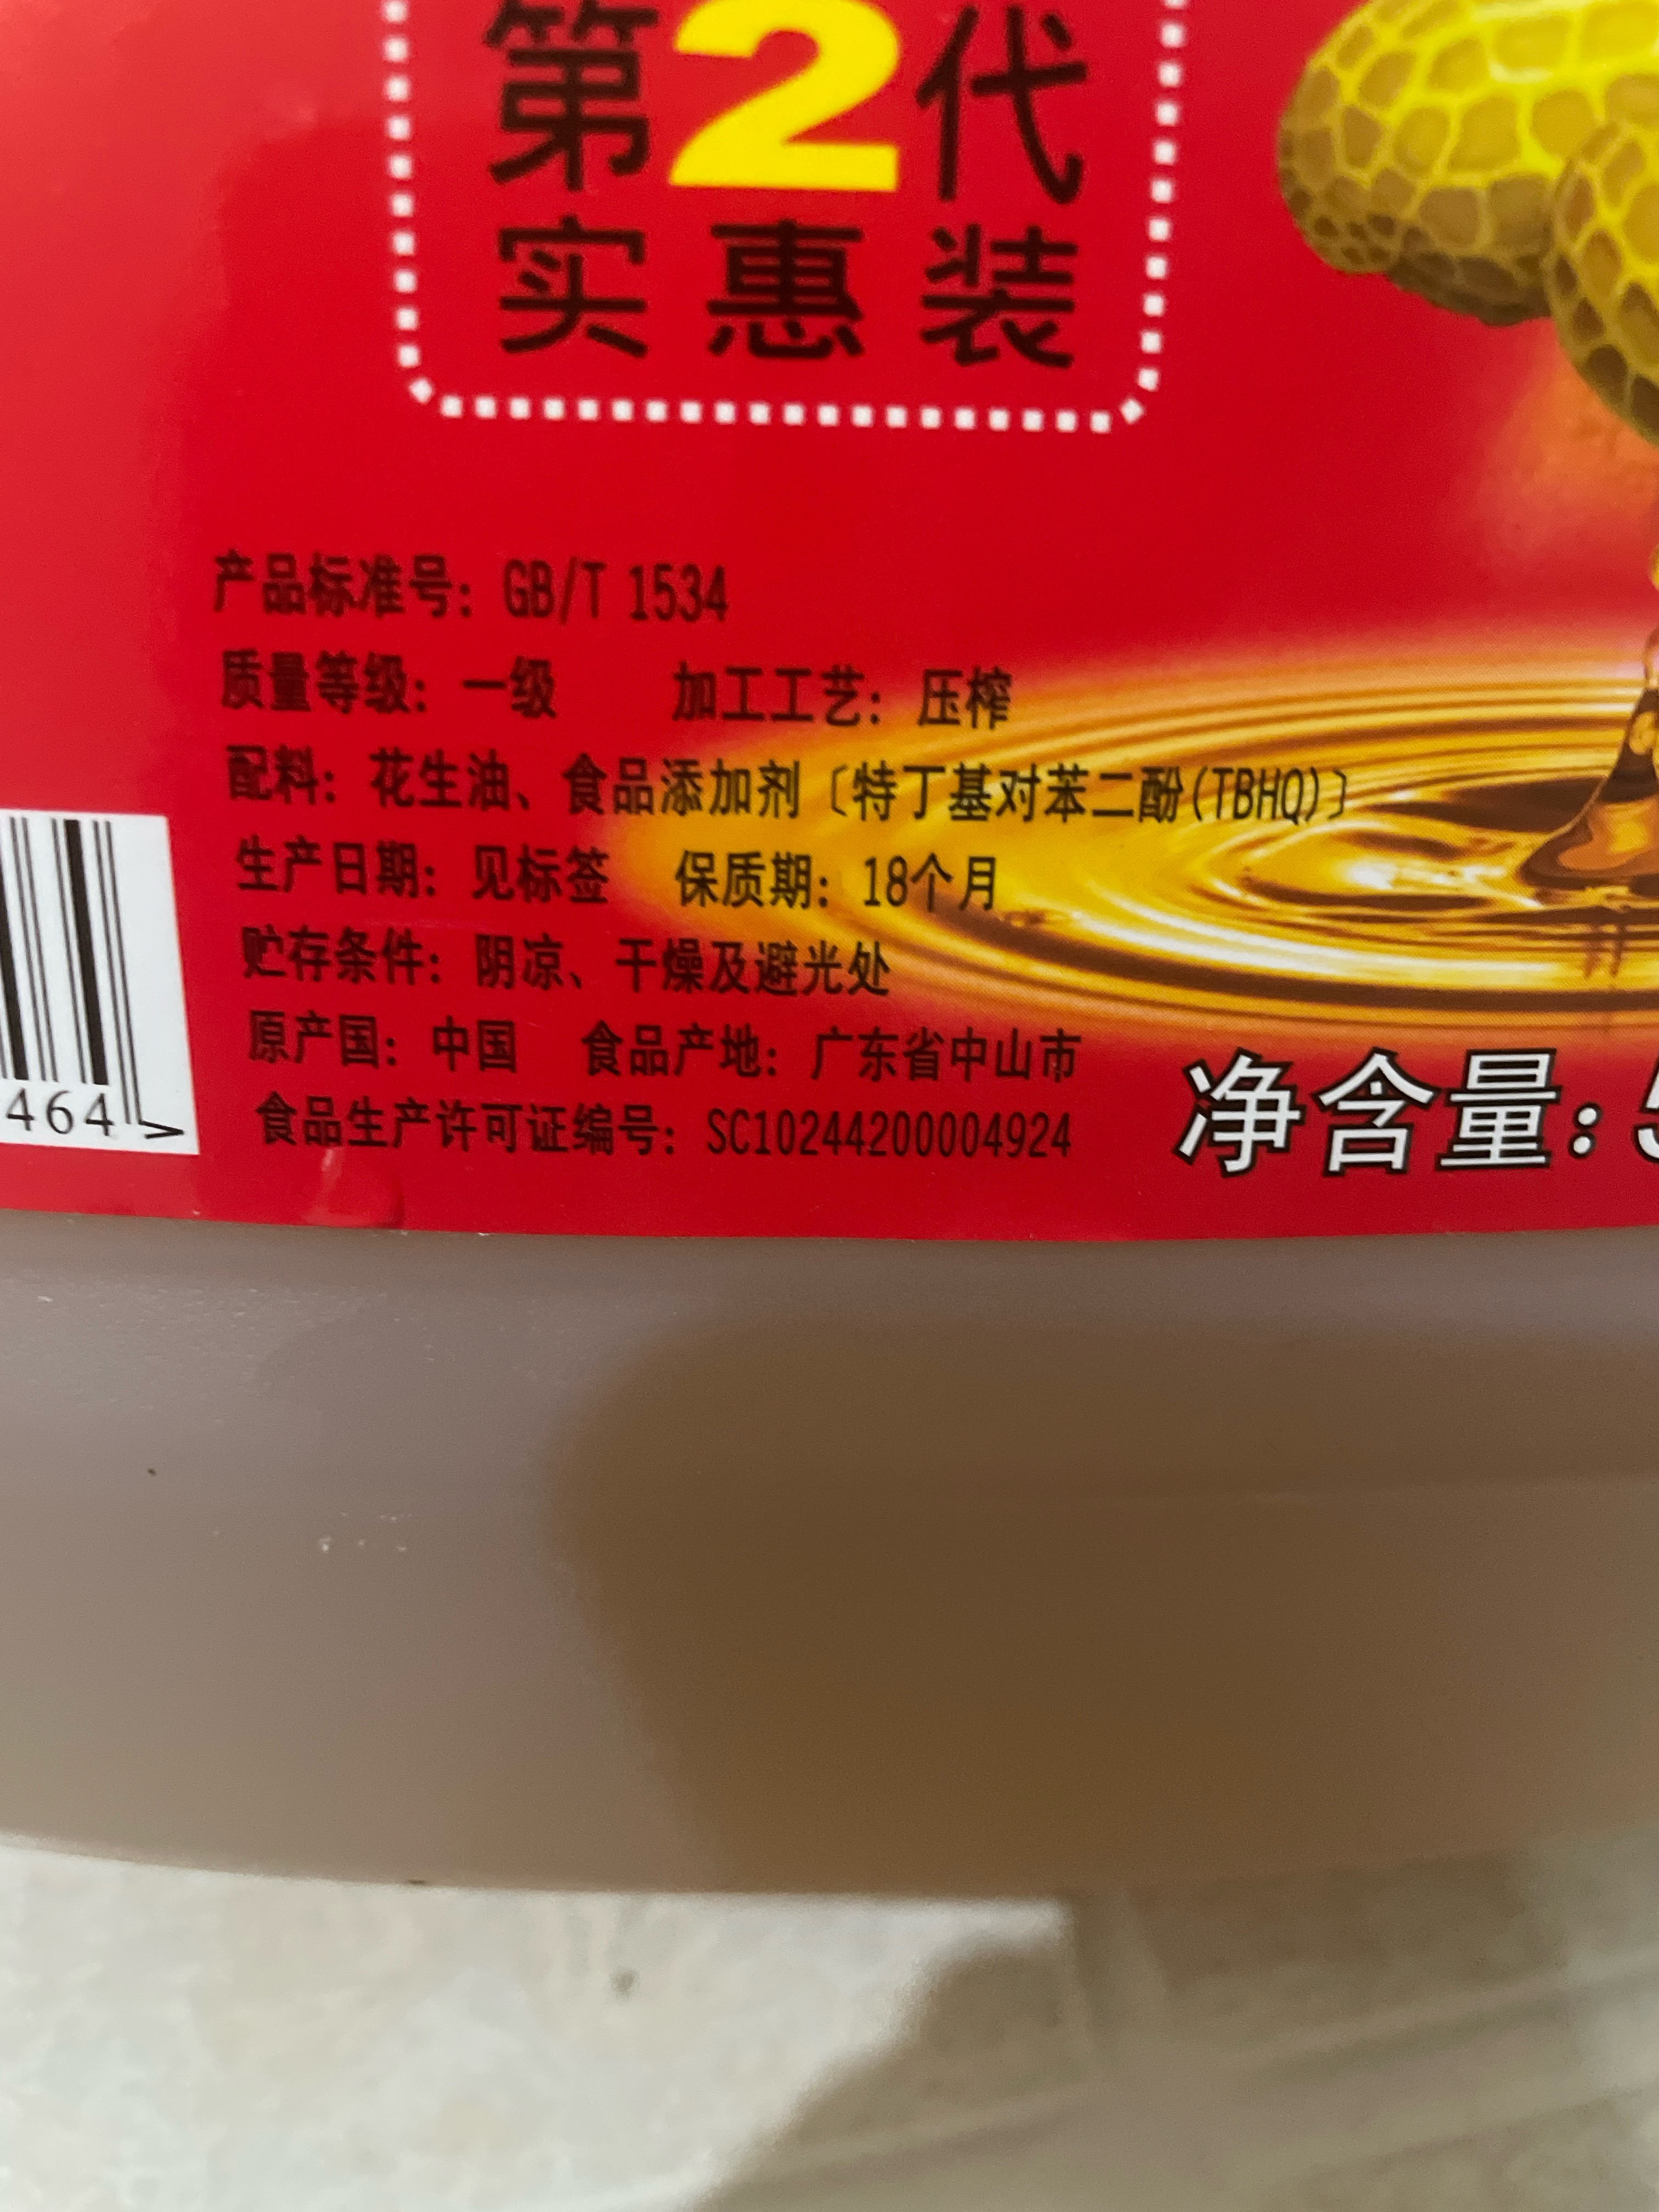 第2代
实惠装
产品标准号：GB/T 1534
质量等级：一级 加工工艺：压榨
配料：花生油、食品添加剂〔特丁基对苯二酚(TBHQ)〕
生产日期：见标签 保质期：18个月
贮存条件：阴凉、干燥及避光处
原产国：中国 食品产地：广东省中山市
食品生产许可证编号：SC10244200004924
净含量：5
464 >